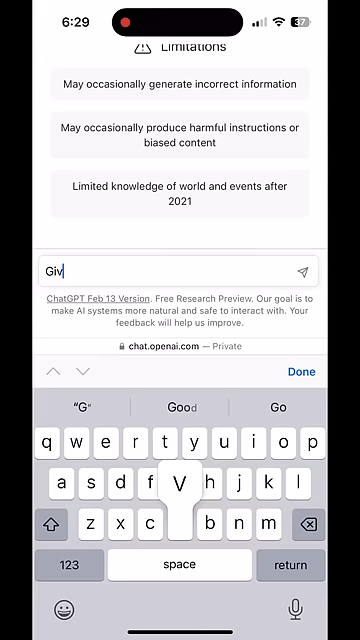 6:29
37
Limitations
May occasionally generate incorrect information
May occasionally produce harmful instructions or
biased content
Limited knowledge of world and events after
2021
Giv
ChatGPT Feb 13 Version. Free Research Preview. Our goal is to
make AI systems more natural and safe to interact with. Your
feedback will help us improve.
chat.openai.com — Private
Done
“G” Good Go
q w e r t y u i o p
a s d f V h j k l
z x c b n m
123 space return